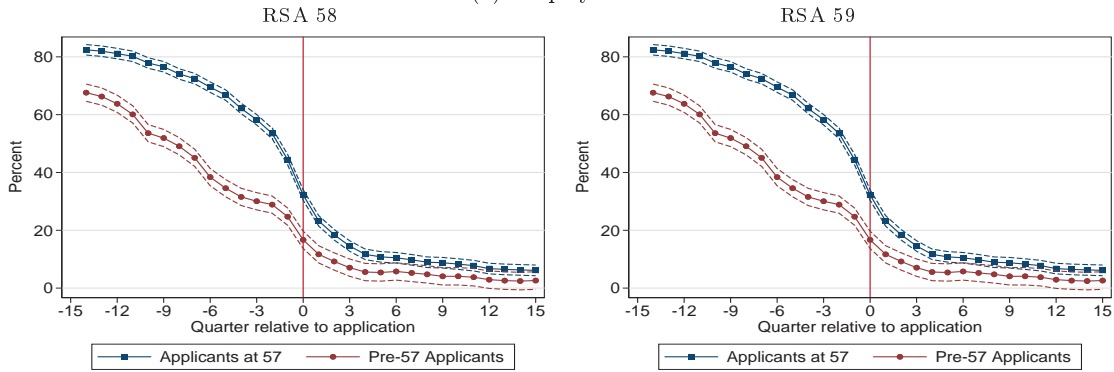 RSA 58
RSA 59
80
60
40
20
0
Percent
-15 -12 -9 -6 -3 0 3 6 9 12 15
Quarter relative to application
Applicants at 57 Pre-57 Applicants
80
60
40
20
0
Percent
-15 -12 -9 -6 -3 0 3 6 9 12 15
Quarter relative to application
Applicants at 57 Pre-57 Applicants